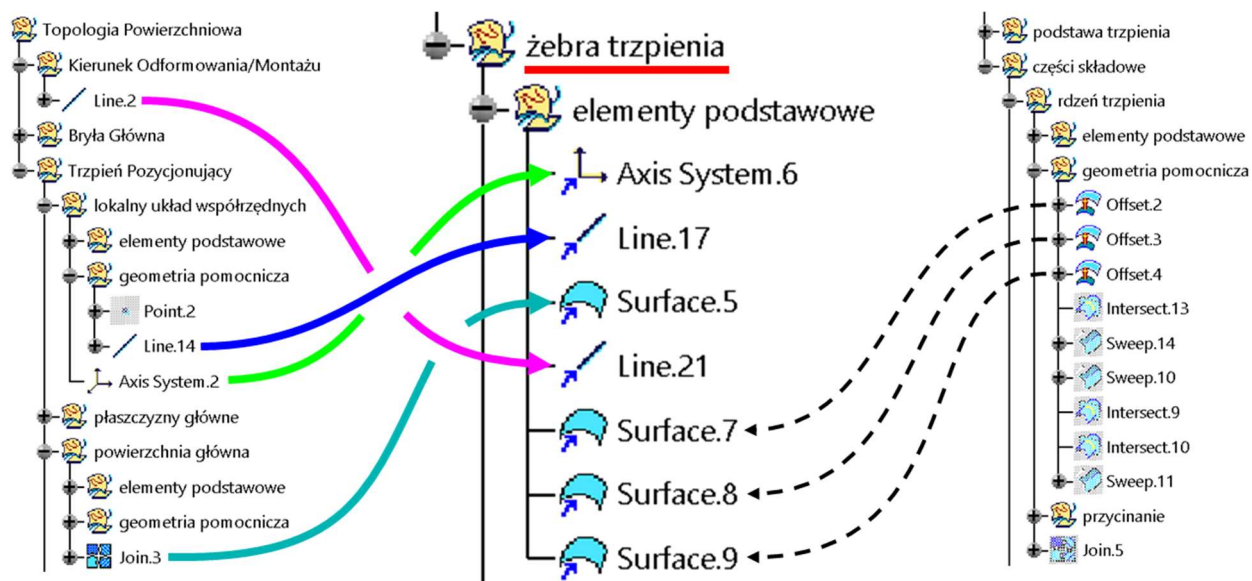 Topologia Powierzchniowa
Kierunek Odformowania/Montażu
Line.2
Bryła Główna
Trzpień Pozycjonujący
lokalny układ współrzędnych
elementy podstawowe
geometria pomocnicza
Point.2
Line.14
Axis System.2
płaszczyzny główne
powierzchnia główna
elementy podstawowe
geometria pomocnicza
Join.3
żebra trzpienia
elementy podstawowe
Axis System.6
Line.17
Surface.5
Line.21
Surface.7
Surface.8
Surface.9
podstawa trzpienia
części składowe
rdzeń trzpienia
elementy podstawowe
geometria pomocnicza
Offset.2
Offset.3
Offset.4
Intersect.13
Sweep.14
Sweep.10
Intersect.9
Intersect.10
Sweep.11
przycinanie
Join.5